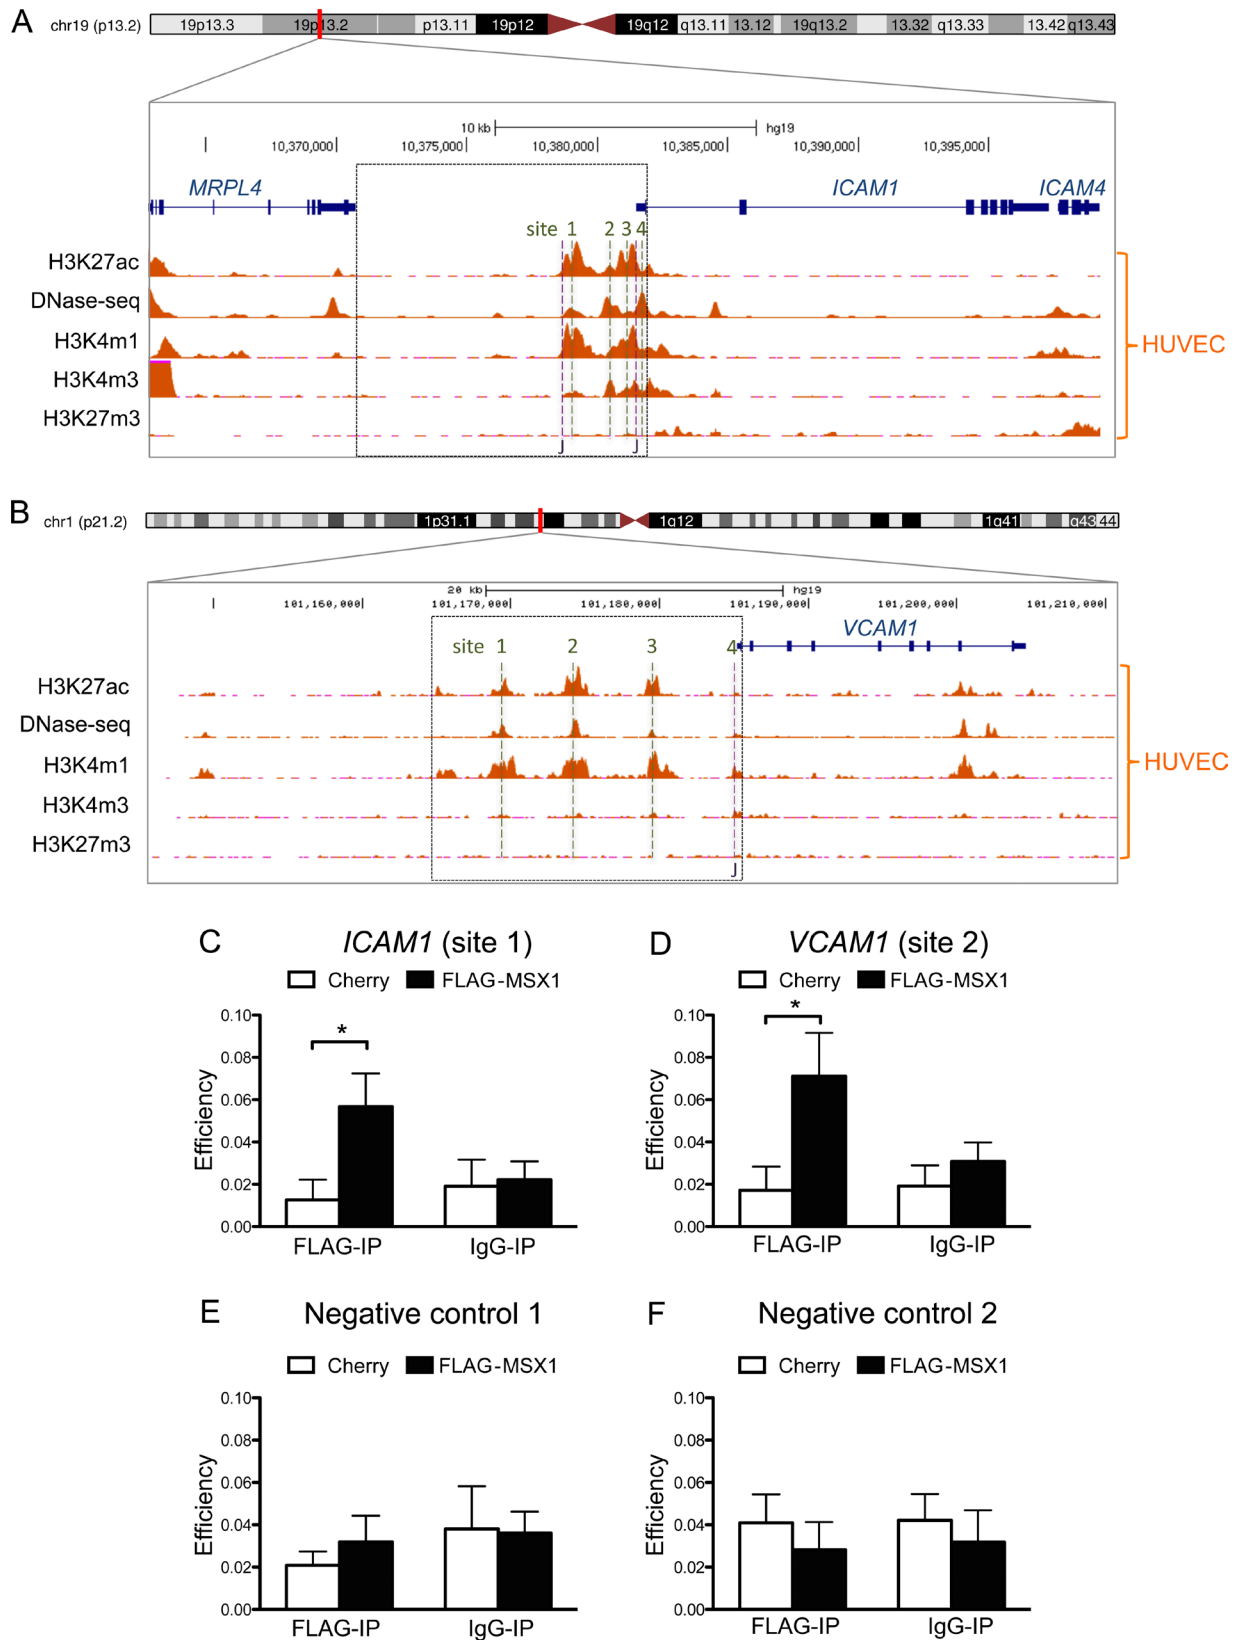 A
chr19 (p13.2)
19p13.3 19p13.2 p13.11 19p12 19q12 q13.11 13.12 19q13.2 13.32 q13.33 13.42 q13.43
10 kb hg19
10,370,000 10,375,000 10,380,000 10,385,000 10,390,000 10,395,000
MRPL4 ICAM1 ICAM4
site 1 2 3 4
H3K27ac
DNase-seq
H3K4m1
H3K4m3
H3K27m3
HUVEC
J J
B
chr1 (p21.2)
1p31.1 1q12 1q41 q43 44
20 kb hg19
101,160,000 101,170,000 101,180,000 101,190,000 101,200,000 101,210,000
VCAM1
site 1 2 3 4
H3K27ac
DNase-seq
H3K4m1
H3K4m3
H3K27m3
HUVEC
J
C ICAM1 (site 1)
Cherry FLAG-MSX1
*
Efficiency
0.10
0.08
0.06
0.04
0.02
0.00
FLAG-IP IgG-IP
D VCAM1 (site 2)
Cherry FLAG-MSX1
*
Efficiency
0.10
0.08
0.06
0.04
0.02
0.00
FLAG-IP IgG-IP
E Negative control 1
Cherry FLAG-MSX1
Efficiency
0.10
0.08
0.06
0.04
0.02
0.00
FLAG-IP IgG-IP
F Negative control 2
Cherry FLAG-MSX1
Efficiency
0.10
0.08
0.06
0.04
0.02
0.00
FLAG-IP IgG-IP